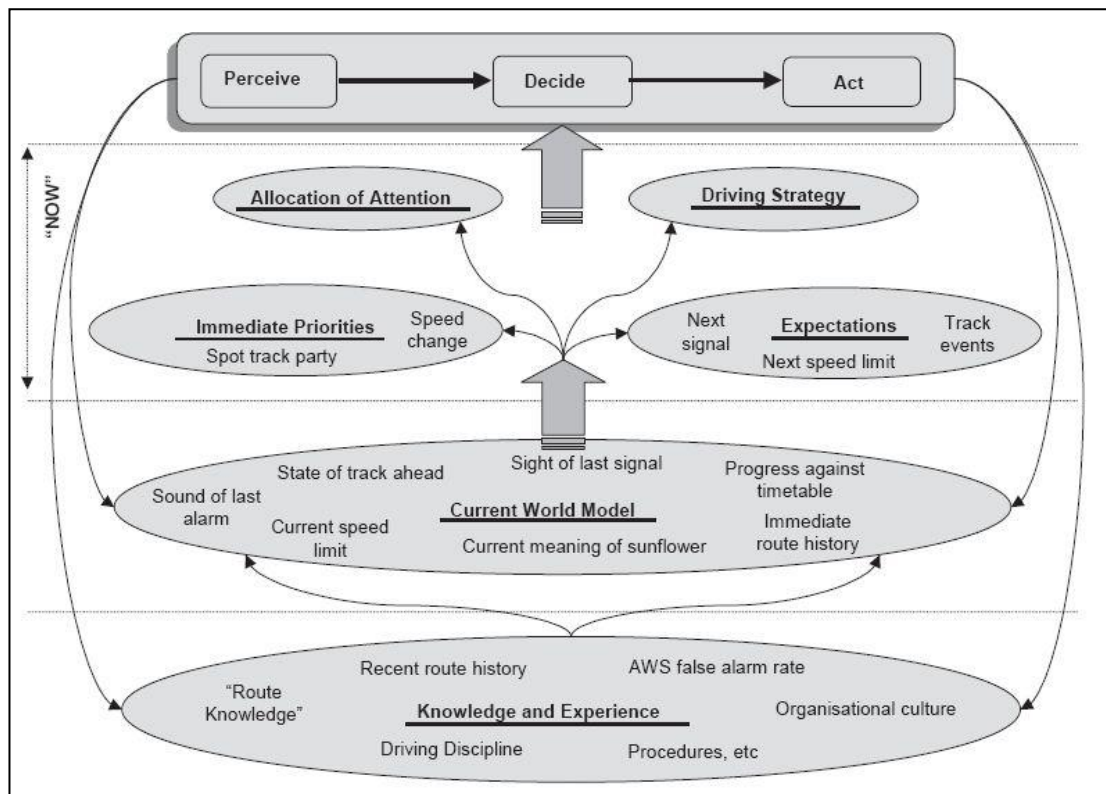 Perceive
Decide
Act
"NOW"
Allocation of Attention
Driving Strategy
Immediate Priorities
Speed
change
Spot track party
Next
signal
Expectations
Track
events
Next speed limit
State of track ahead
Sight of last signal
Progress against
timetable
Sound of last
alarm
Current World Model
Current speed
limit
Current meaning of sunflower
Immediate
route history
Recent route history
AWS false alarm rate
“Route
Knowledge”
Knowledge and Experience
Organisational culture
Driving Discipline
Procedures, etc